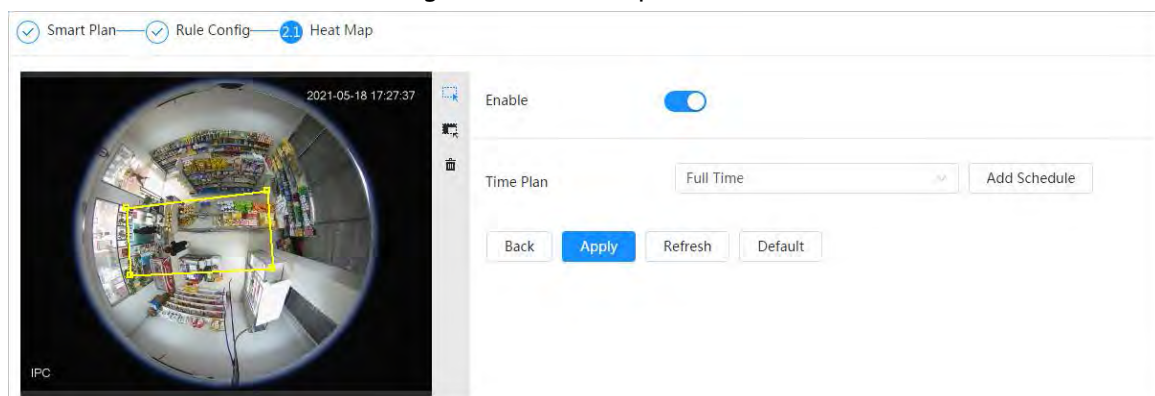 Smart Plan Rule Config 2.1 Heat Map
2021-05-18 17:27:37
Enable
Time Plan Full Time Add Schedule
Back Apply Refresh Default
IPC